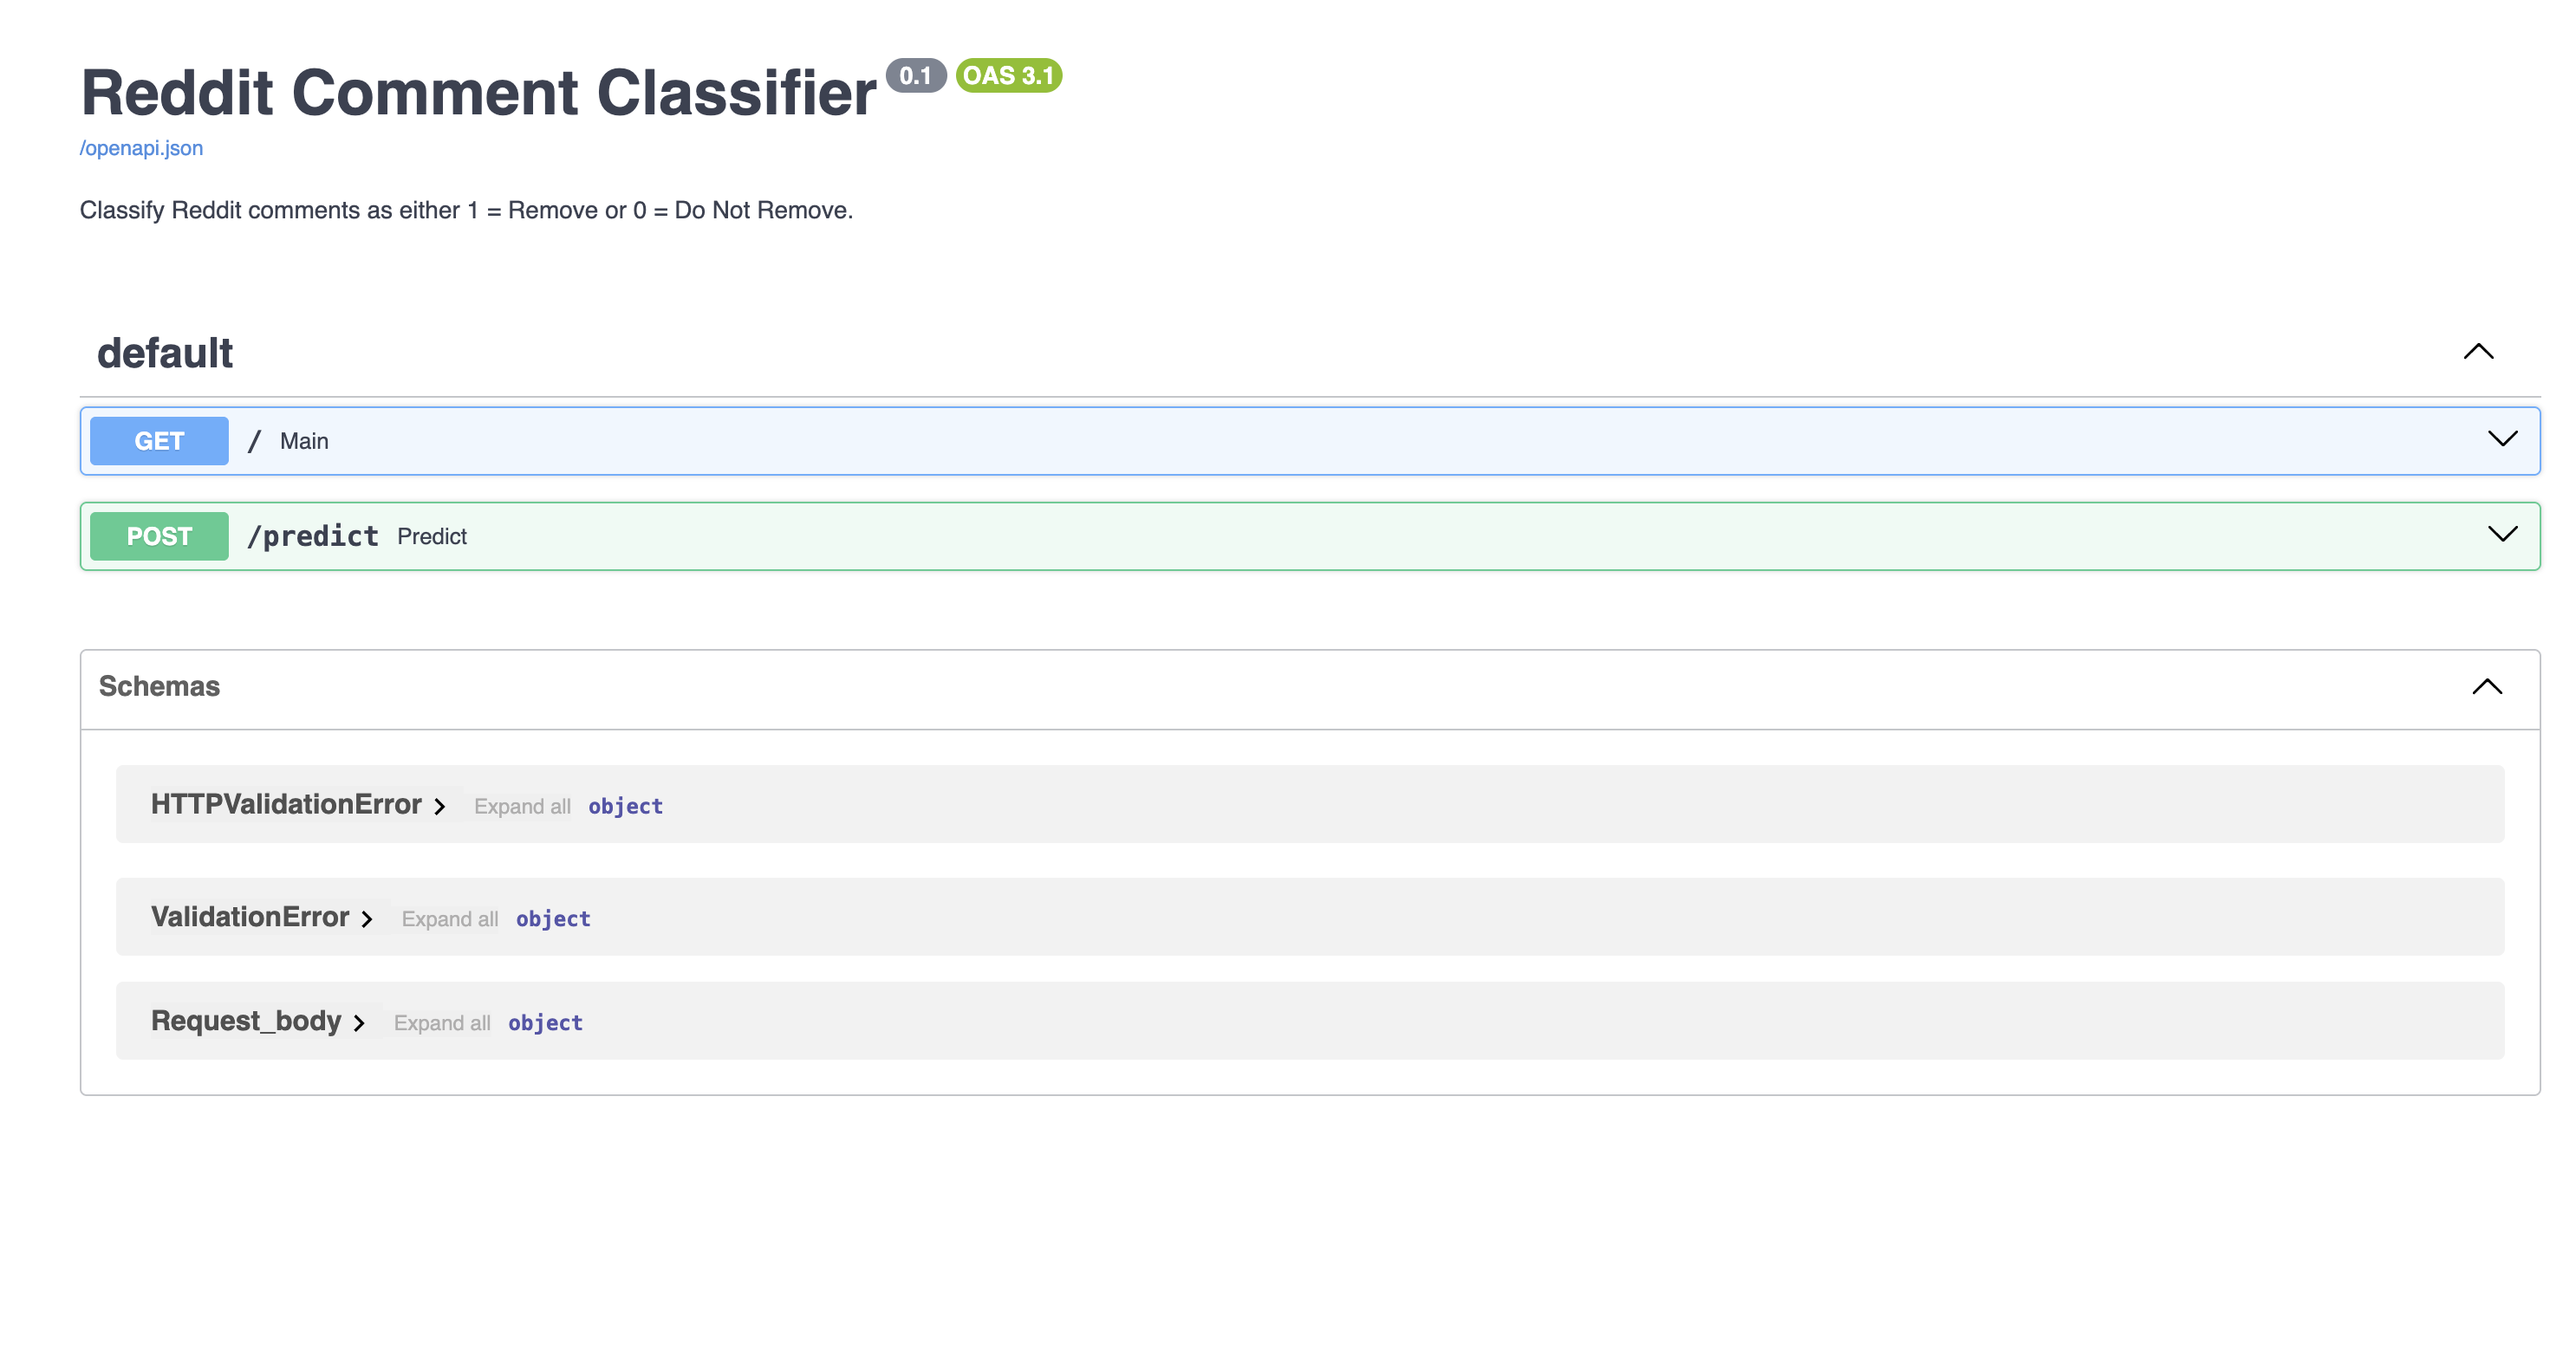 Reddit Comment Classifier 0.1 OAS 3.1
/openapi.json
Classify Reddit comments as either 1 = Remove or 0 = Do Not Remove.
default
GET / Main
POST /predict Predict
Schemas
HTTPValidationError Expand all object
ValidationError Expand all object
Request_body Expand all object